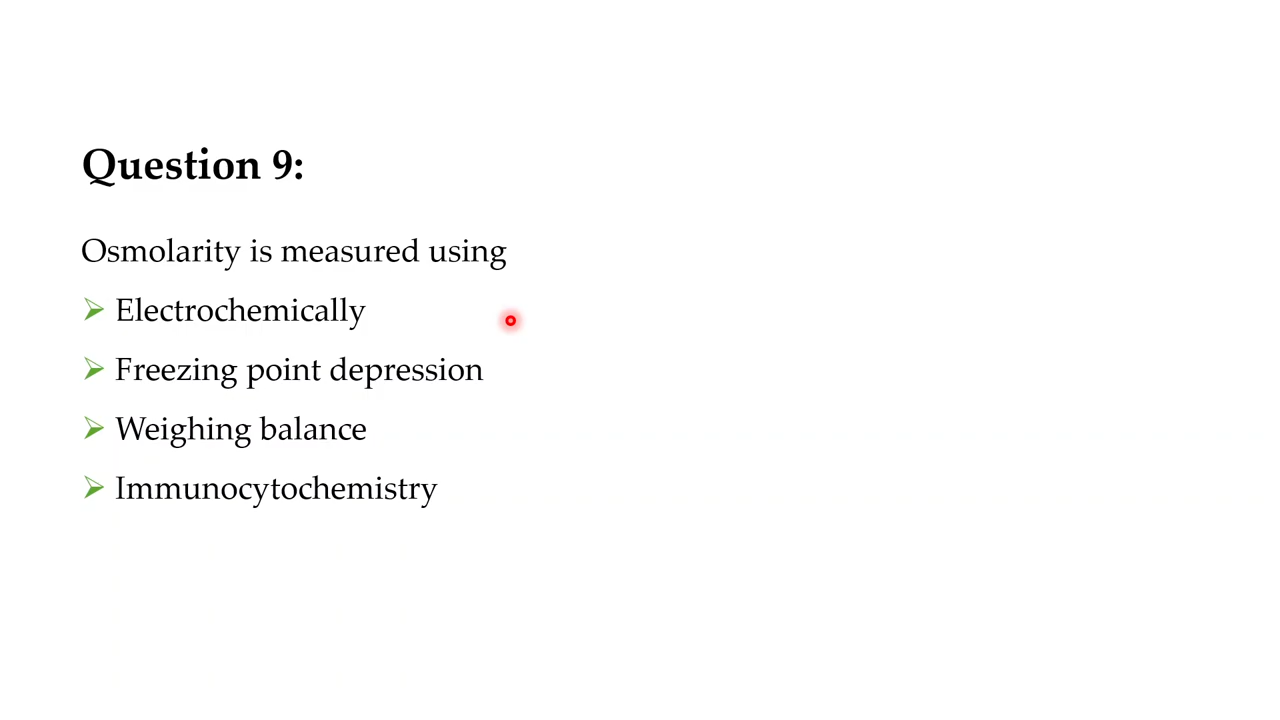 Question 9:
Osmolarity is measured using
Electrochemically
Freezing point depression
Weighing balance
Immunocytochemistry